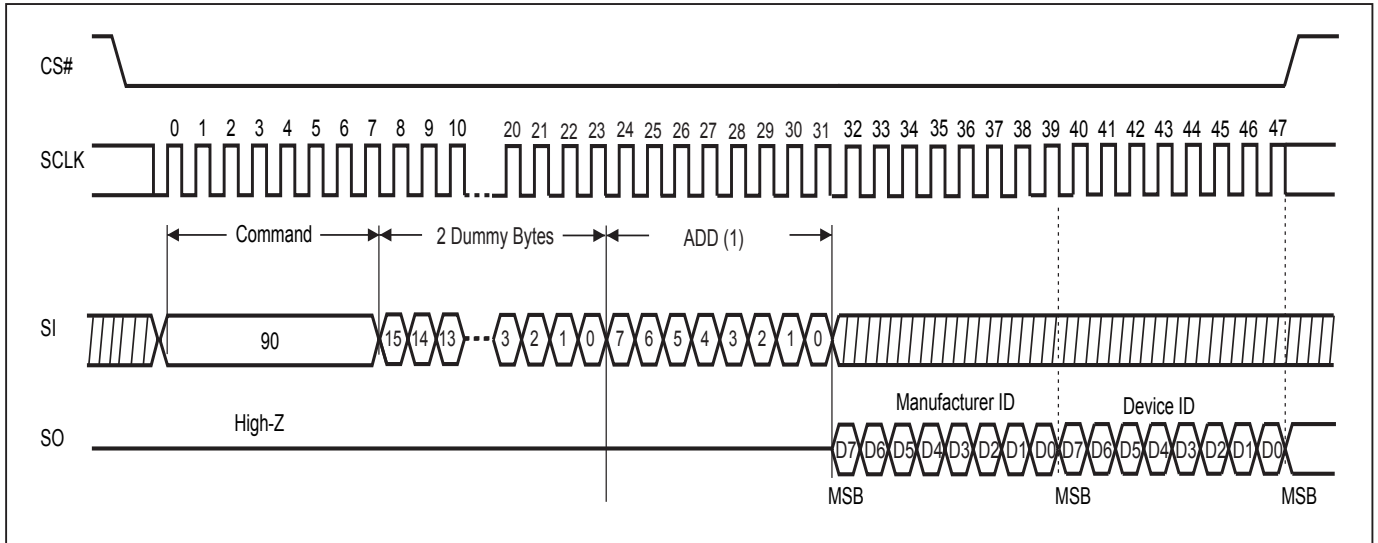 CS#
0 1 2 3 4 5 6 7 8 9 10 20 21 22 23 24 25 26 27 28 29 30 31 32 33 34 35 36 37 38 39 40 41 42 43 44 45 46 47
SCLK
Command 2 Dummy Bytes ADD (1)
SI 90 15 14 13 3 2 1 0 7 6 5 4 3 2 1 0
Manufacturer ID Device ID
High-Z
SO
D7 D6 D5 D4 D3 D2 D1 D0 D7 D6 D5 D4 D3 D2 D1 D0
MSB MSB MSB